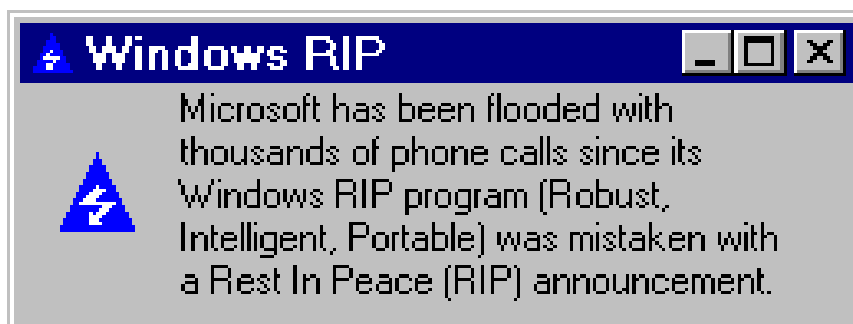 Windows RIP
Microsoft has been flooded with
thousands of phone calls since its
Windows RIP program (Robust,
Intelligent, Portable) was mistaken with
a Rest In Peace (RIP) announcement.